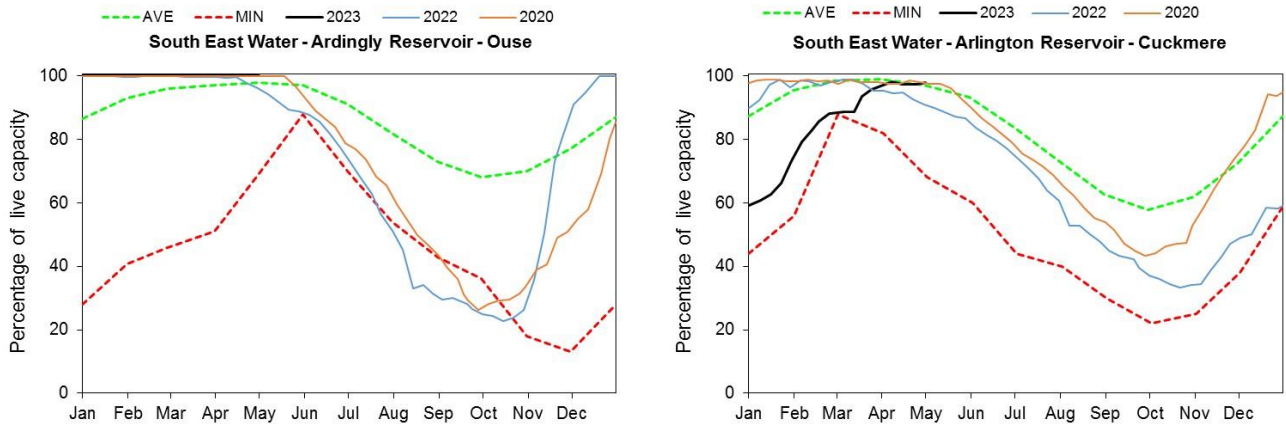 AVE MIN 2023 2022 2020
South East Water - Ardingly Reservoir - Ouse
Percentage of live capacity
100
80
60
40
20
0
Jan Feb Mar Apr May Jun Jul Aug Sep Oct Nov Dec
AVE MIN 2023 2022 2020
South East Water - Arlington Reservoir - Cuckmere
Percentage of live capacity
100
80
60
40
20
0
Jan Feb Mar Apr May Jun Jul Aug Sep Oct Nov Dec